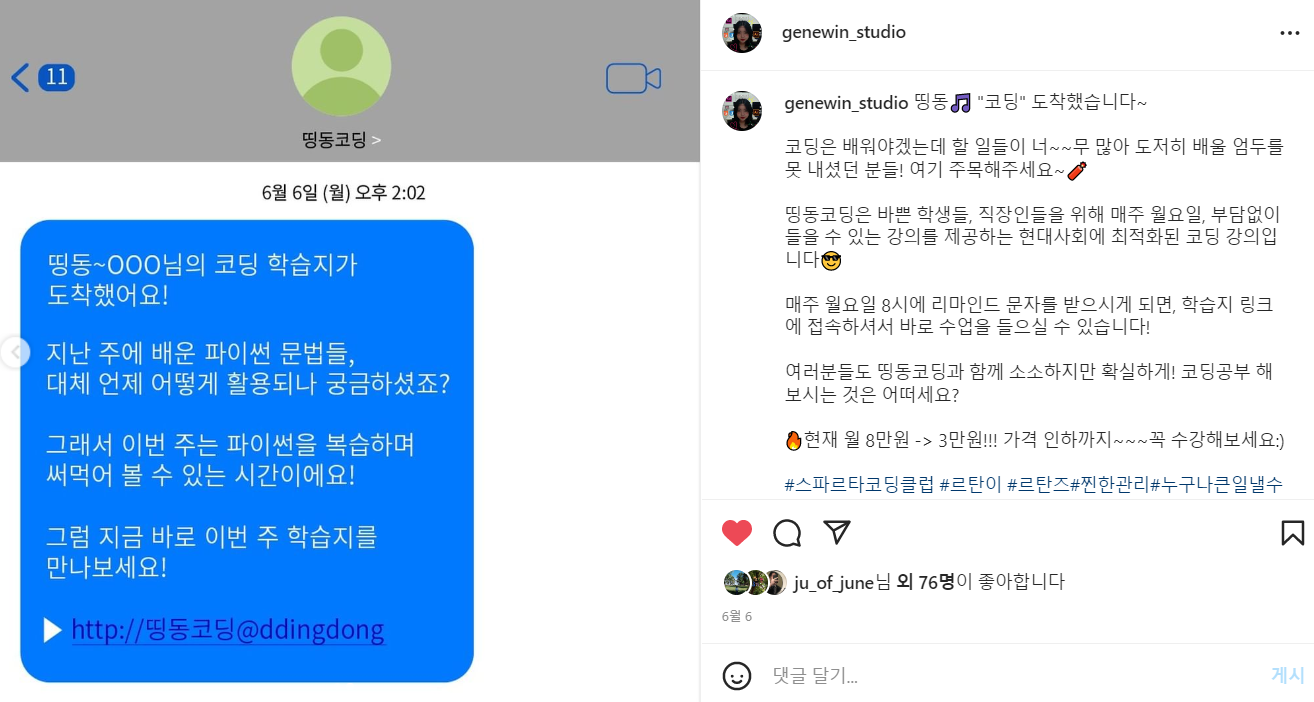 11
띵동코딩 >
6월 6일 (월) 오후 2:02
띵동~OOO님의 코딩 학습지가
도착했어요!
지난 주에 배운 파이썬 문법들,
대체 언제 어떻게 활용되나 궁금하셨죠?
그래서 이번 주는 파이썬을 복습하며
써먹어 볼 수 있는 시간이에요!
그럼 지금 바로 이번 주 학습지를
만나보세요!
▶ http://띵동코딩@ddingdong
genewin_studio
genewin_studio 띵동🎵 "코딩" 도착했습니다~
코딩은 배워야겠는데 할 일들이 너~~무 많아 도저히 배울 엄두를
못 내셨던 분들! 여기 주목해주세요~🧨
띵동코딩은 바쁜 학생들, 직장인들을 위해 매주 월요일, 부담없이
들을 수 있는 강의를 제공하는 현대사회에 최적화된 코딩 강의입
니다😎
매주 월요일 8시에 리마인드 문자를 받으시게 되면, 학습지 링크
에 접속하셔서 바로 수업을 들으실 수 있습니다!
여러분들도 띵동코딩과 함께 소소하지만 확실하게! 코딩공부 해
보시는 것은 어떠세요?
🔥현재 월 8만원 -> 3만원!!! 가격 인하까지~~~꼭 수강해보세요:)
#스파르타코딩클럽 #르탄이 #르탄즈#찐한관리#누구나큰일낼수
ju_of_june님 외 76명이 좋아합니다
6월 6
댓글 달기...
게시